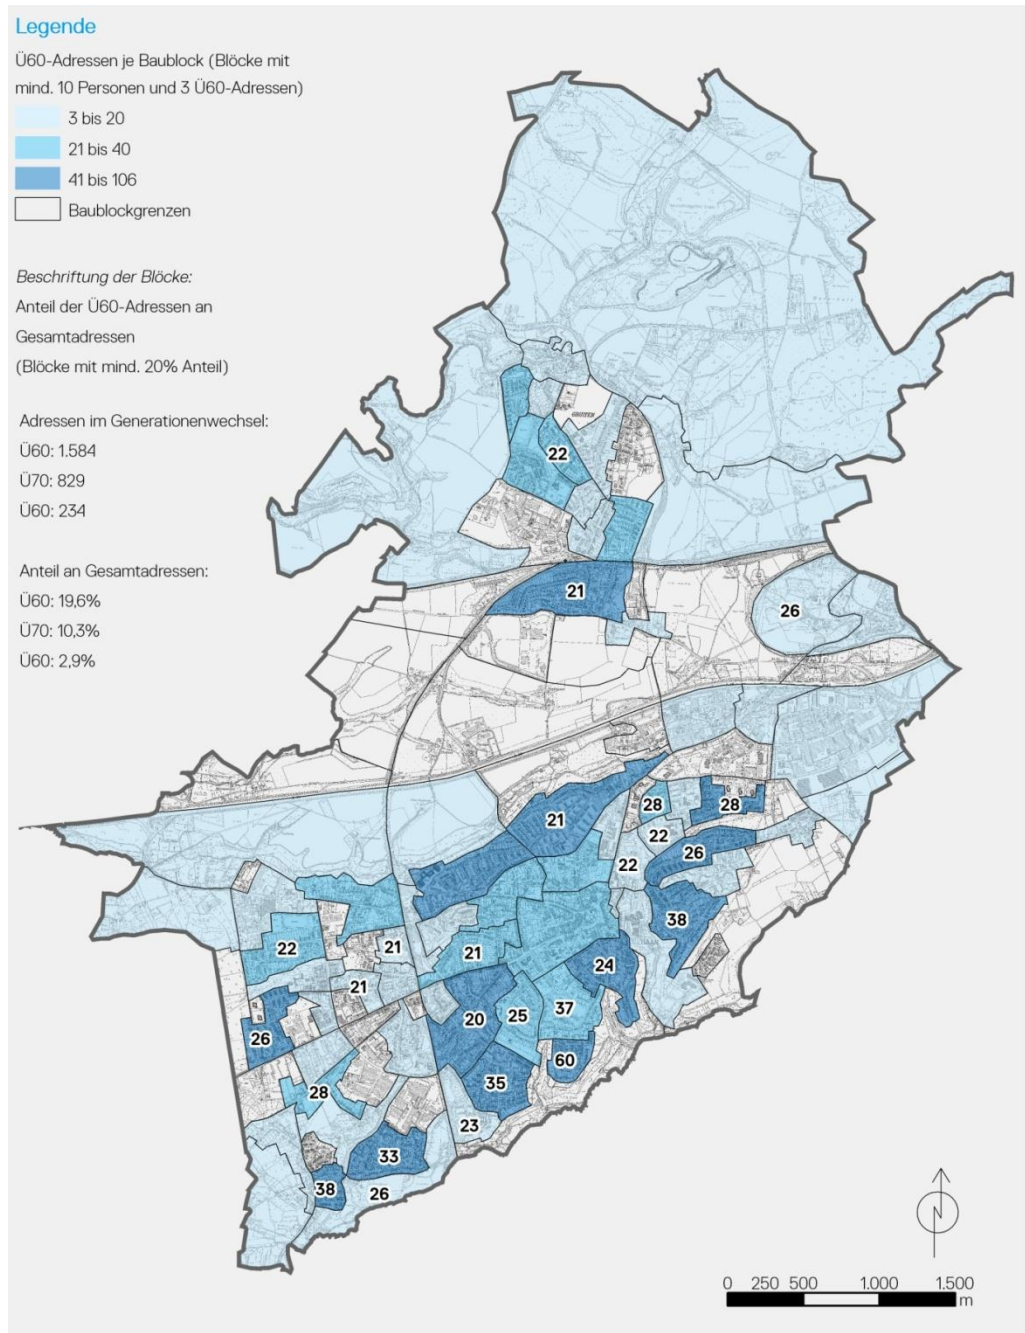 Legende
Ü60-Adressen je Baublock (Blöcke mit
mind. 10 Personen und 3 Ü60-Adressen)
3 bis 20
21 bis 40
41 bis 106
Baublockgrenzen
Beschriftung der Blöcke:
Anteil der Ü60-Adressen an
Gesamtadressen
(Blöcke mit mind. 20% Anteil)
Adressen im Generationenwechsel:
Ü60: 1.584
Ü70: 829
Ü60: 234
Anteil an Gesamtadressen:
Ü60: 19,6%
Ü70: 10,3%
Ü60: 2,9%
GRUITEN
22
21
26
21
28
28
22
26
22
38
22
21
21
24
21
20
25
37
26
60
35
28
23
33
38
26
N
0 250 500 1.000 1.500
m